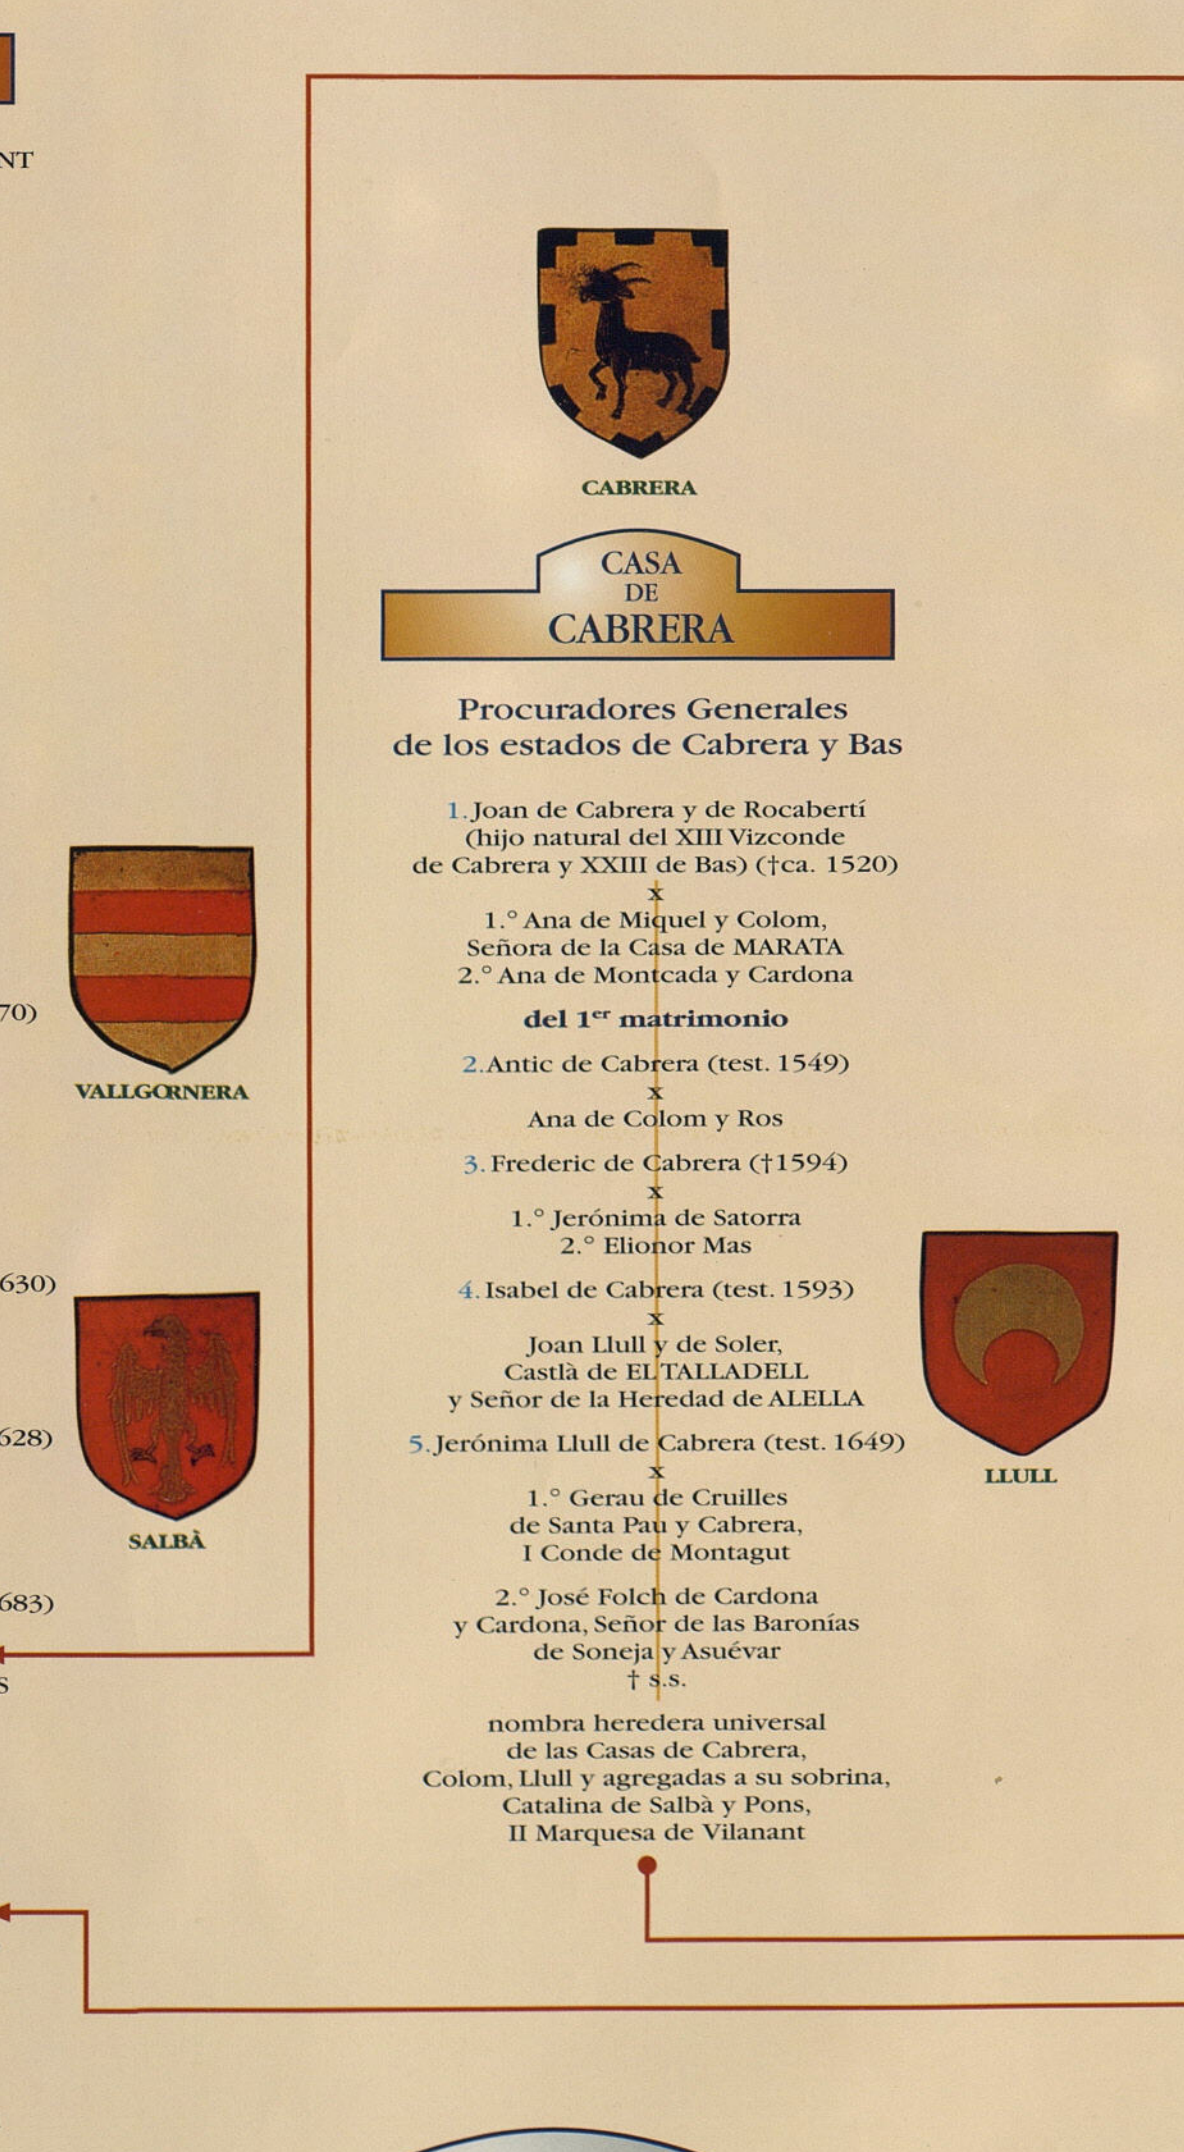 NT
CABRERA
CASA
DE
CABRERA
Procuradores Generales
de los estados de Cabrera y Bas
1. Joan de Cabrera y de Rocabertí
(hijo natural del XIII Vizconde
de Cabrera y XXIII de Bas) (†ca. 1520)
x
1.º Ana de Miquel y Colom,
Señora de la Casa de MARATA
2.º Ana de Montcada y Cardona
del 1er matrimonio
70)
VALLGORNERA
2. Antic de Cabrera (test. 1549)
x
Ana de Colom y Ros
3. Frederic de Cabrera (†1594)
x
1.º Jerónima de Satorra
2.º Elionor Mas
630)
4. Isabel de Cabrera (test. 1593)
x
Joan Llull y de Soler,
Castlà de EL TALLADELL
y Señor de la Heredad de ALELLA
628)
5. Jerónima Llull de Cabrera (test. 1649)
x
LLULL
1.º Gerau de Cruilles
de Santa Pau y Cabrera,
I Conde de Montagut
SALBÀ
683)
2.º José Folch de Cardona
y Cardona, Señor de las Baronías
de Soneja y Asuévar
† s.s.
S
nombra heredera universal
de las Casas de Cabrera,
Colom, Llull y agregadas a su sobrina,
Catalina de Salbà y Pons,
II Marquesa de Vilanant